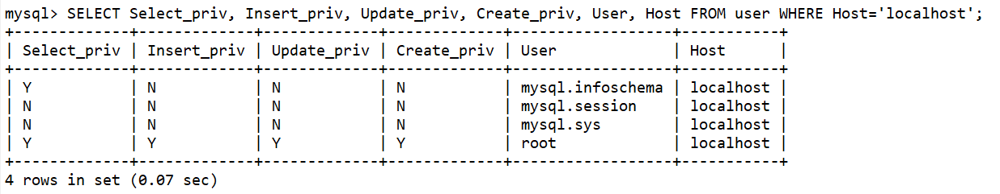 mysql> SELECT Select_priv, Insert_priv, Update_priv, Create_priv, User, Host FROM user WHERE Host='localhost';
+-------------+-------------+-------------+-------------+------------------+-----------+
| Select_priv | Insert_priv | Update_priv | Create_priv | User             | Host      |
+-------------+-------------+-------------+-------------+------------------+-----------+
| Y           | N           | N           | N           | mysql.infoschema | localhost |
| N           | N           | N           | N           | mysql.session    | localhost |
| N           | N           | N           | N           | mysql.sys        | localhost |
| Y           | Y           | Y           | Y           | root             | localhost |
+-------------+-------------+-------------+-------------+------------------+-----------+
4 rows in set (0.07 sec)